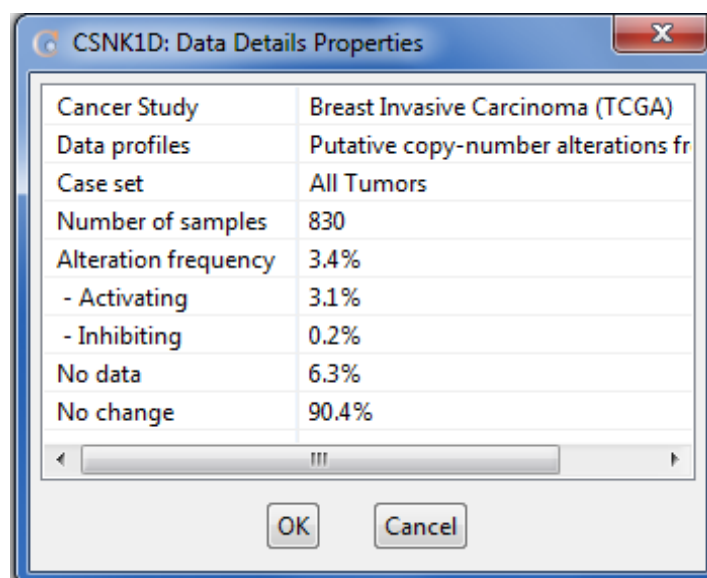 CSNK1D: Data Details Properties
Cancer Study Breast Invasive Carcinoma (TCGA)
Data profiles Putative copy-number alterations fr
Case set All Tumors
Number of samples 830
Alteration frequency 3.4%
- Activating 3.1%
- Inhibiting 0.2%
No data 6.3%
No change 90.4%
OK Cancel